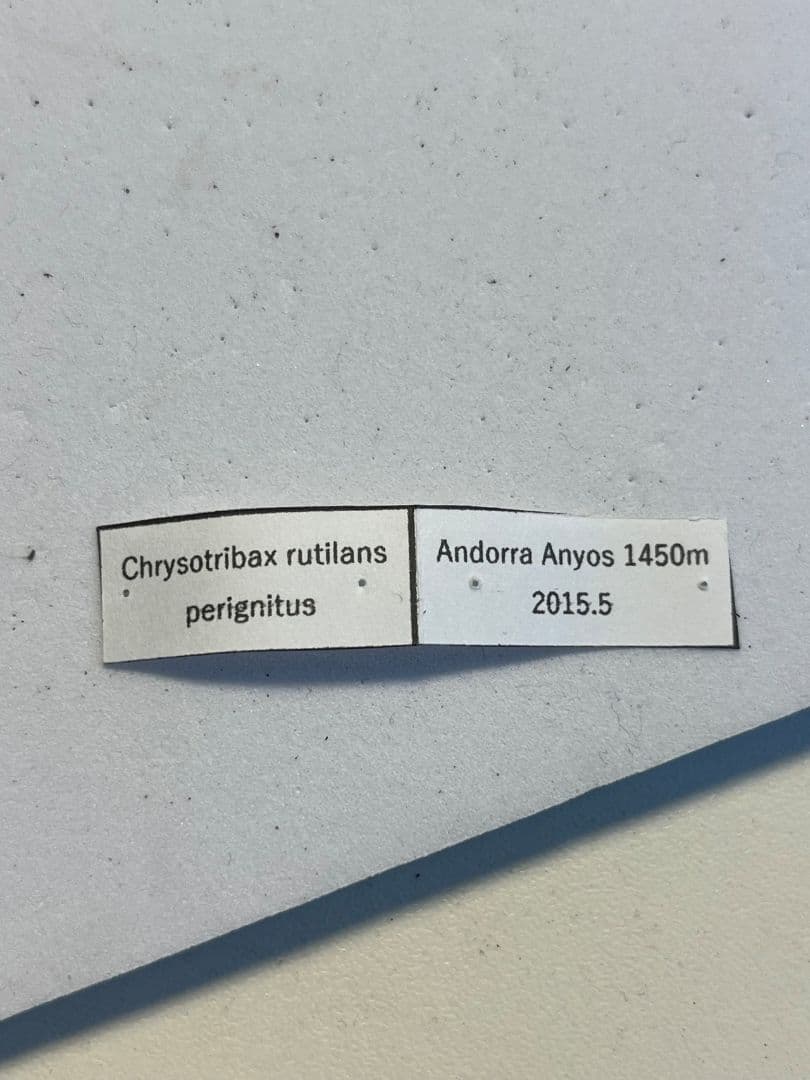 Chrysotribax rutilans
perignitus
Andorra Anyos 1450m
2015.5